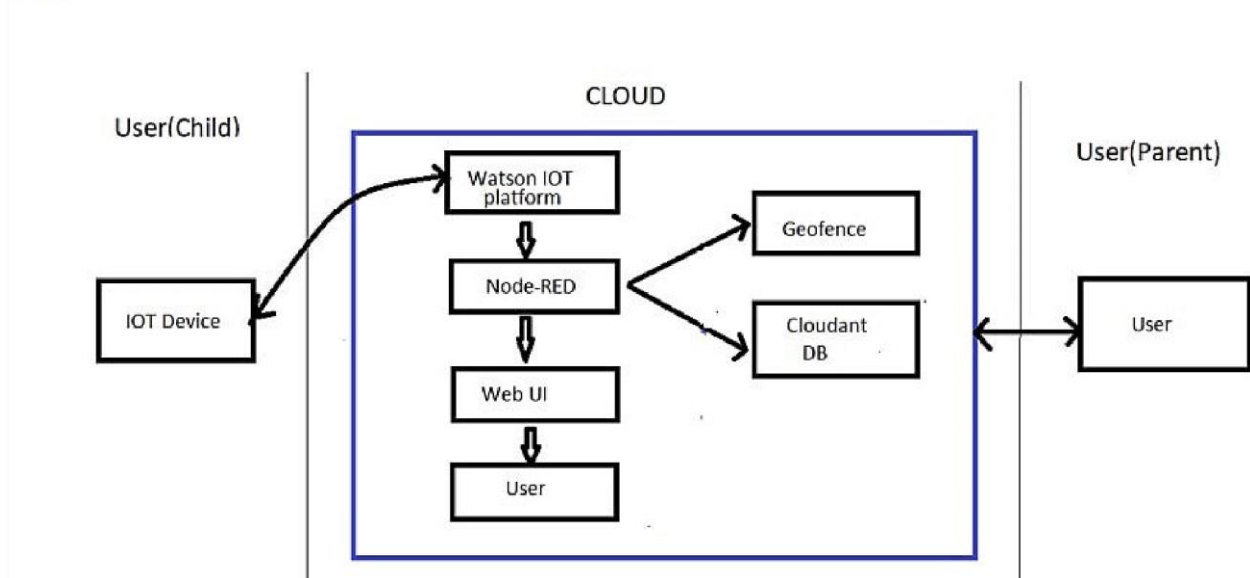 CLOUD
User(Child)
User(Parent)
Watson IOT
platform
Geofence
Node-RED
IOT Device
Cloudant
DB
User
Web UI
User